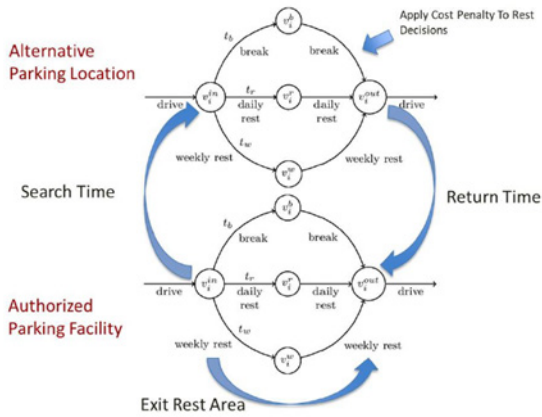 Apply Cost Penalty To Rest
Decisions
Alternative
Parking Location
v_i^b
t_b
break
break
v_i^in
t_r
v_i^r
v_i^out
drive
daily
rest
daily
rest
drive
t_w
weekly rest
weekly rest
v_i^w
Search Time
Return Time
v_i^b
t_b
break
break
v_i^in
t_r
v_i^r
v_i^out
drive
daily
rest
daily
rest
drive
Authorized
Parking Facility
t_w
weekly rest
weekly rest
v_i^w
Exit Rest Area